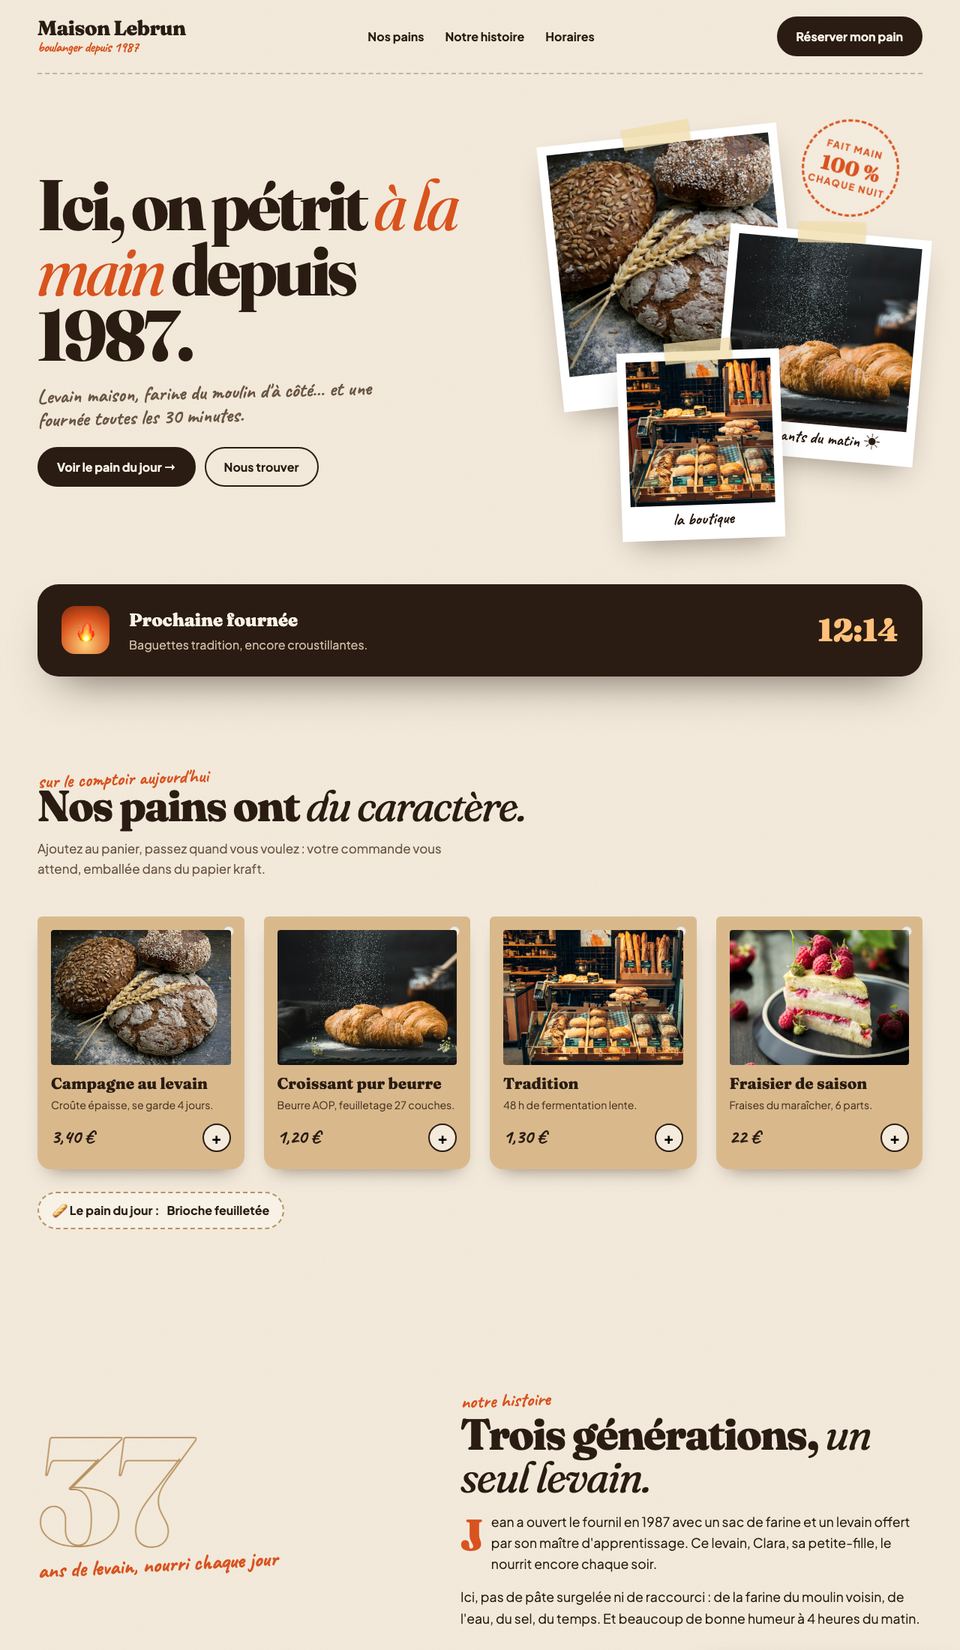 Maison Lebrun
boulanger depuis 1987
Nos pains
Notre histoire
Horaires
Réserver mon pain
Ici, on pétrit à la
main depuis
1987.
Levain maison, farine du moulin d'à côté... et une
fournée toutes les 30 minutes.
Voir le pain du jour →
Nous trouver
FAIT MAIN
100 %
CHAQUE NUIT
du matin ☀
la boutique
🔥
Prochaine fournée
Baguettes tradition, encore croustillantes.
12:14
sur le comptoir aujourd'hui
Nos pains ont du caractère.
Ajoutez au panier, passez quand vous voulez : votre commande vous
attend, emballée dans du papier kraft.
Campagne au levain
Croûte épaisse, se garde 4 jours.
3,40 €
+
Croissant pur beurre
Beurre AOP, feuilletage 27 couches.
1,20 €
+
Tradition
48 h de fermentation lente.
1,30 €
+
Fraisier de saison
Fraises du maraîcher, 6 parts.
22 €
+
🥖 Le pain du jour : Brioche feuilletée
37
ans de levain, nourri chaque jour
notre histoire
Trois générations, un
seul levain.
Jean a ouvert le fournil en 1987 avec un sac de farine et un levain offert
par son maître d'apprentissage. Ce levain, Clara, sa petite-fille, le
nourrit encore chaque soir.
Ici, pas de pâte surgelée ni de raccourci : de la farine du moulin voisin, de
l'eau, du sel, du temps. Et beaucoup de bonne humeur à 4 heures du matin.